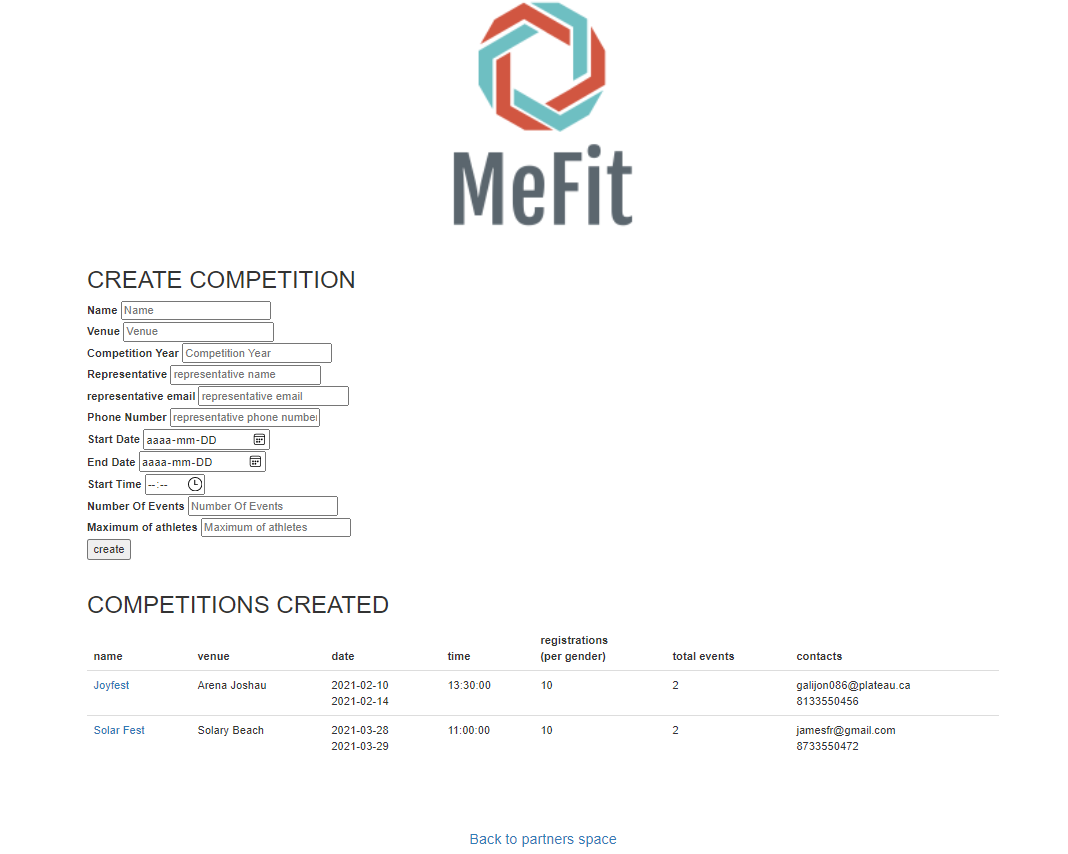 MeFit
CREATE COMPETITION
Name Name
Venue Venue
Competition Year Competition Year
Representative representative name
representative email representative email
Phone Number representative phone number
Start Date aaaa-mm-DD
End Date aaaa-mm-DD
Start Time --:--
Number Of Events Number Of Events
Maximum of athletes Maximum of athletes
create
COMPETITIONS CREATED
name venue date time registrations (per gender) total events contacts
Joyfest Arena Joshau 2021-02-10 13:30:00 10 2 galijon086@plateau.ca
2021-02-14 8133550456
Solar Fest Solary Beach 2021-03-28 11:00:00 10 2 jamesfr@gmail.com
2021-03-29 8733550472
Back to partners space